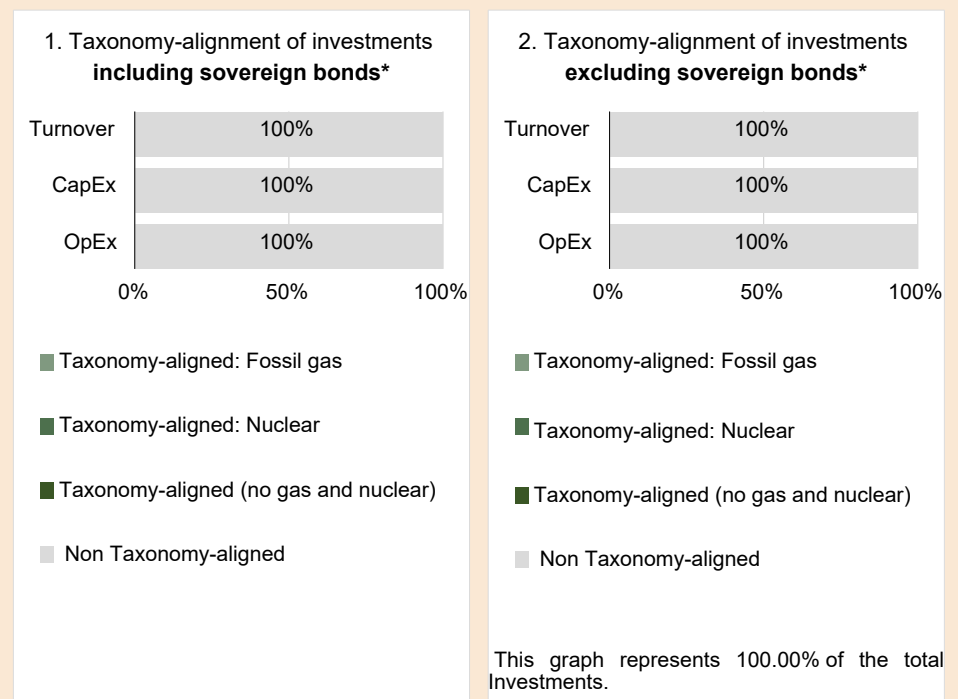 1. Taxonomy-alignment of investments
including sovereign bonds*
Turnover 100%
CapEx 100%
OpEx 100%
0% 50% 100%
Taxonomy-aligned: Fossil gas
Taxonomy-aligned: Nuclear
Taxonomy-aligned (no gas and nuclear)
Non Taxonomy-aligned
2. Taxonomy-alignment of investments
excluding sovereign bonds*
Turnover 100%
CapEx 100%
OpEx 100%
0% 50% 100%
Taxonomy-aligned: Fossil gas
Taxonomy-aligned: Nuclear
Taxonomy-aligned (no gas and nuclear)
Non Taxonomy-aligned
This graph represents 100.00% of the total
Investments.